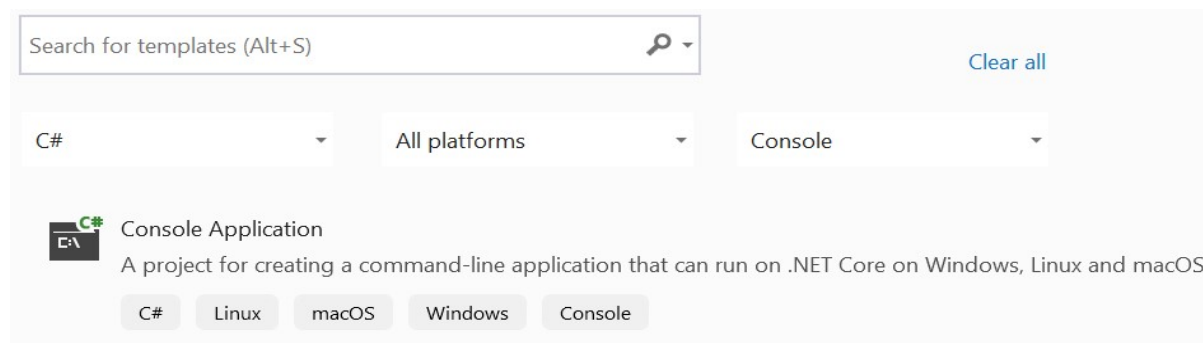 Search for templates (Alt+S)
Clear all
C# All platforms Console
C#
C:\
Console Application
A project for creating a command-line application that can run on .NET Core on Windows, Linux and macOS
C# Linux macOS Windows Console